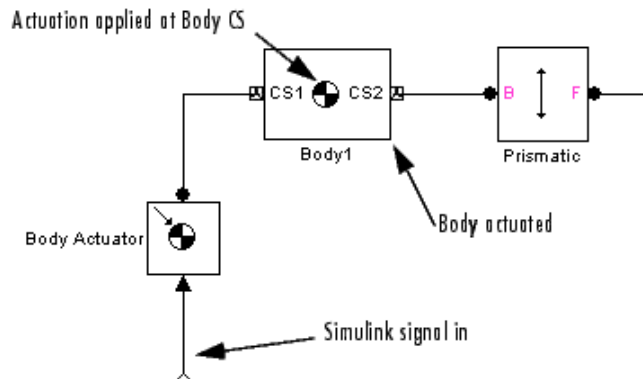 Actuation applied at Body CS
CS1 CS2
B F
Body1
Prismatic
Body actuated
Body Actuator
Simulink signal in